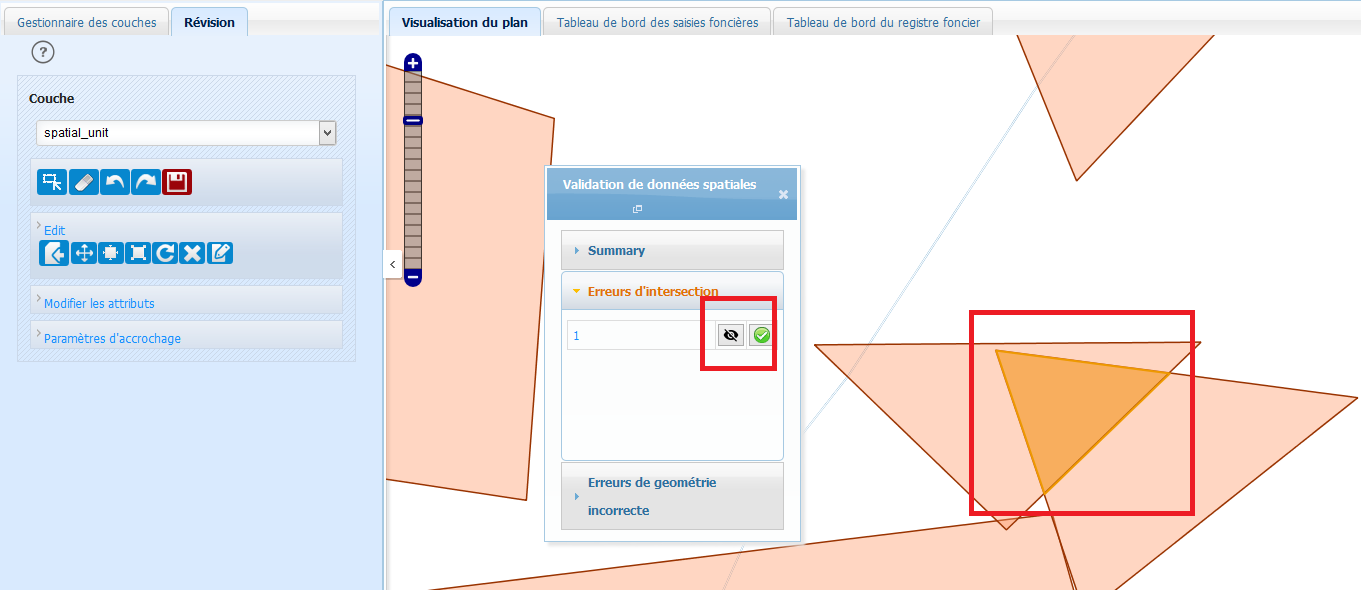 Gestionnaire des couches
Révision
Visualisation du plan
Tableau de bord des saisies foncières
Tableau de bord du registre foncier
?
Couche
spatial_unit
Edit
Modifier les attributs
Paramètres d'accrochage
Validation de données spatiales
Summary
Erreurs d'intersection
1
Erreurs de geométrie
incorrecte